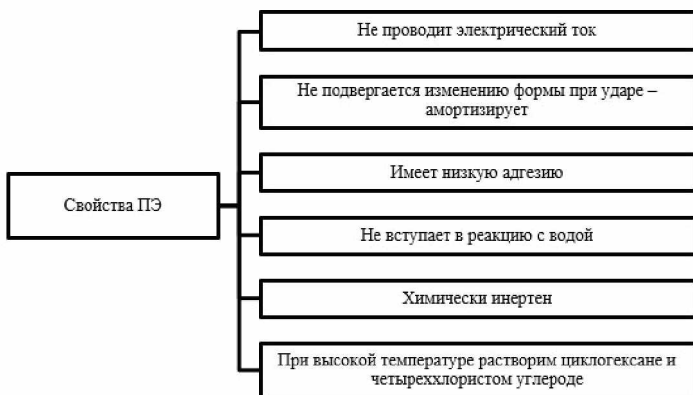 Не проводит электрический ток
Не подвергается изменению формы при ударе –
амортизирует
Имеет низкую адгезию
Свойства ПЭ
Не вступает в реакцию с водой
Химически инертен
При высокой температуре растворим циклогексане и
четыреххлористом углероде